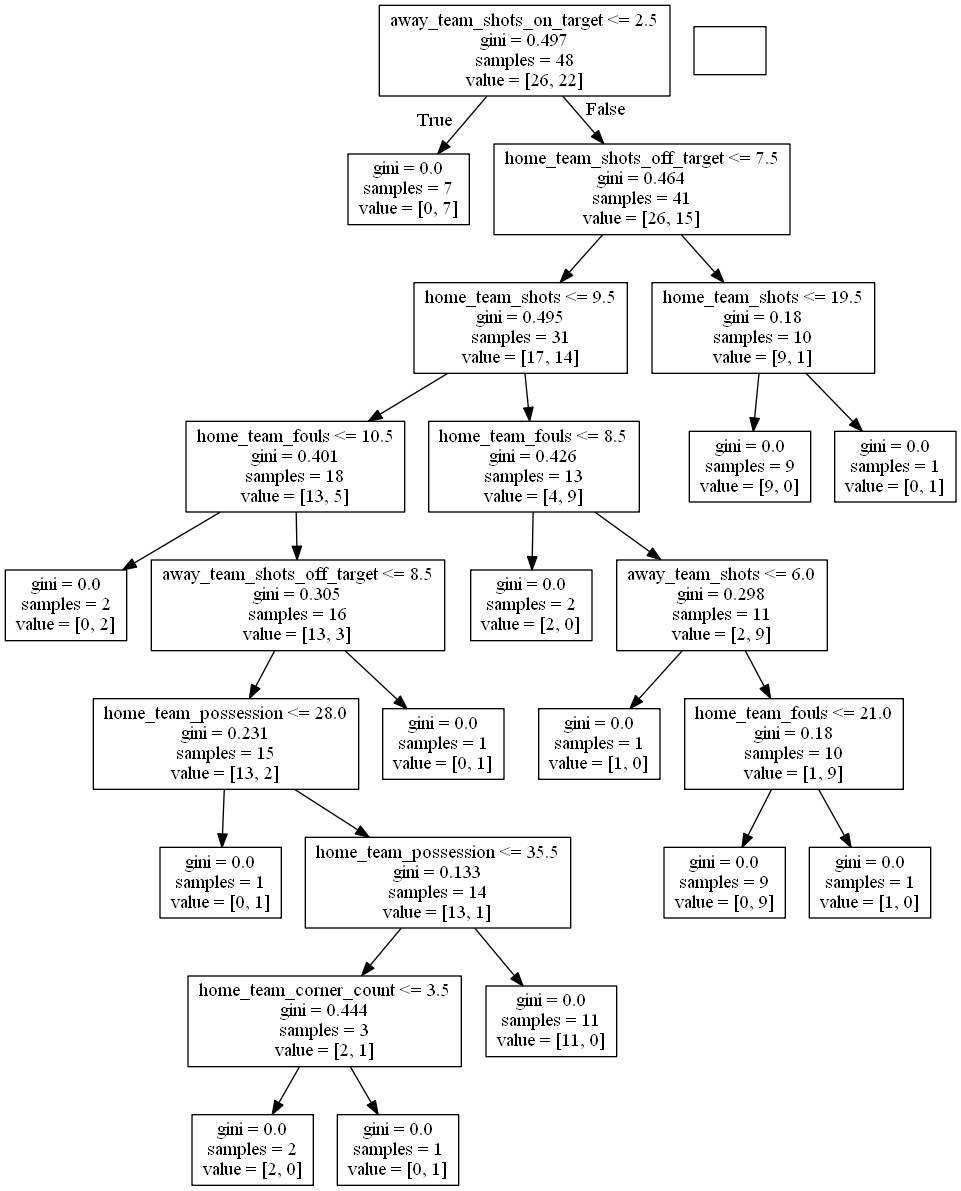 away_team_shots_on_target <= 2.5
gini = 0.497
samples = 48
value = [26, 22]
True
False
gini = 0.0
samples = 7
value = [0, 7]
home_team_shots_off_target <= 7.5
gini = 0.464
samples = 41
value = [26, 15]
home_team_shots <= 9.5
gini = 0.495
samples = 31
value = [17, 14]
home_team_shots <= 19.5
gini = 0.18
samples = 10
value = [9, 1]
home_team_fouls <= 10.5
gini = 0.401
samples = 18
value = [13, 5]
home_team_fouls <= 8.5
gini = 0.426
samples = 13
value = [4, 9]
gini = 0.0
samples = 9
value = [9, 0]
gini = 0.0
samples = 1
value = [0, 1]
gini = 0.0
samples = 2
value = [0, 2]
away_team_shots_off_target <= 8.5
gini = 0.305
samples = 16
value = [13, 3]
gini = 0.0
samples = 2
value = [2, 0]
away_team_shots <= 6.0
gini = 0.298
samples = 11
value = [2, 9]
home_team_possession <= 28.0
gini = 0.231
samples = 15
value = [13, 2]
gini = 0.0
samples = 1
value = [0, 1]
gini = 0.0
samples = 1
value = [1, 0]
home_team_fouls <= 21.0
gini = 0.18
samples = 10
value = [1, 9]
gini = 0.0
samples = 1
value = [0, 1]
home_team_possession <= 35.5
gini = 0.133
samples = 14
value = [13, 1]
gini = 0.0
samples = 9
value = [0, 9]
gini = 0.0
samples = 1
value = [1, 0]
home_team_corner_count <= 3.5
gini = 0.444
samples = 3
value = [2, 1]
gini = 0.0
samples = 11
value = [11, 0]
gini = 0.0
samples = 2
value = [2, 0]
gini = 0.0
samples = 1
value = [0, 1]